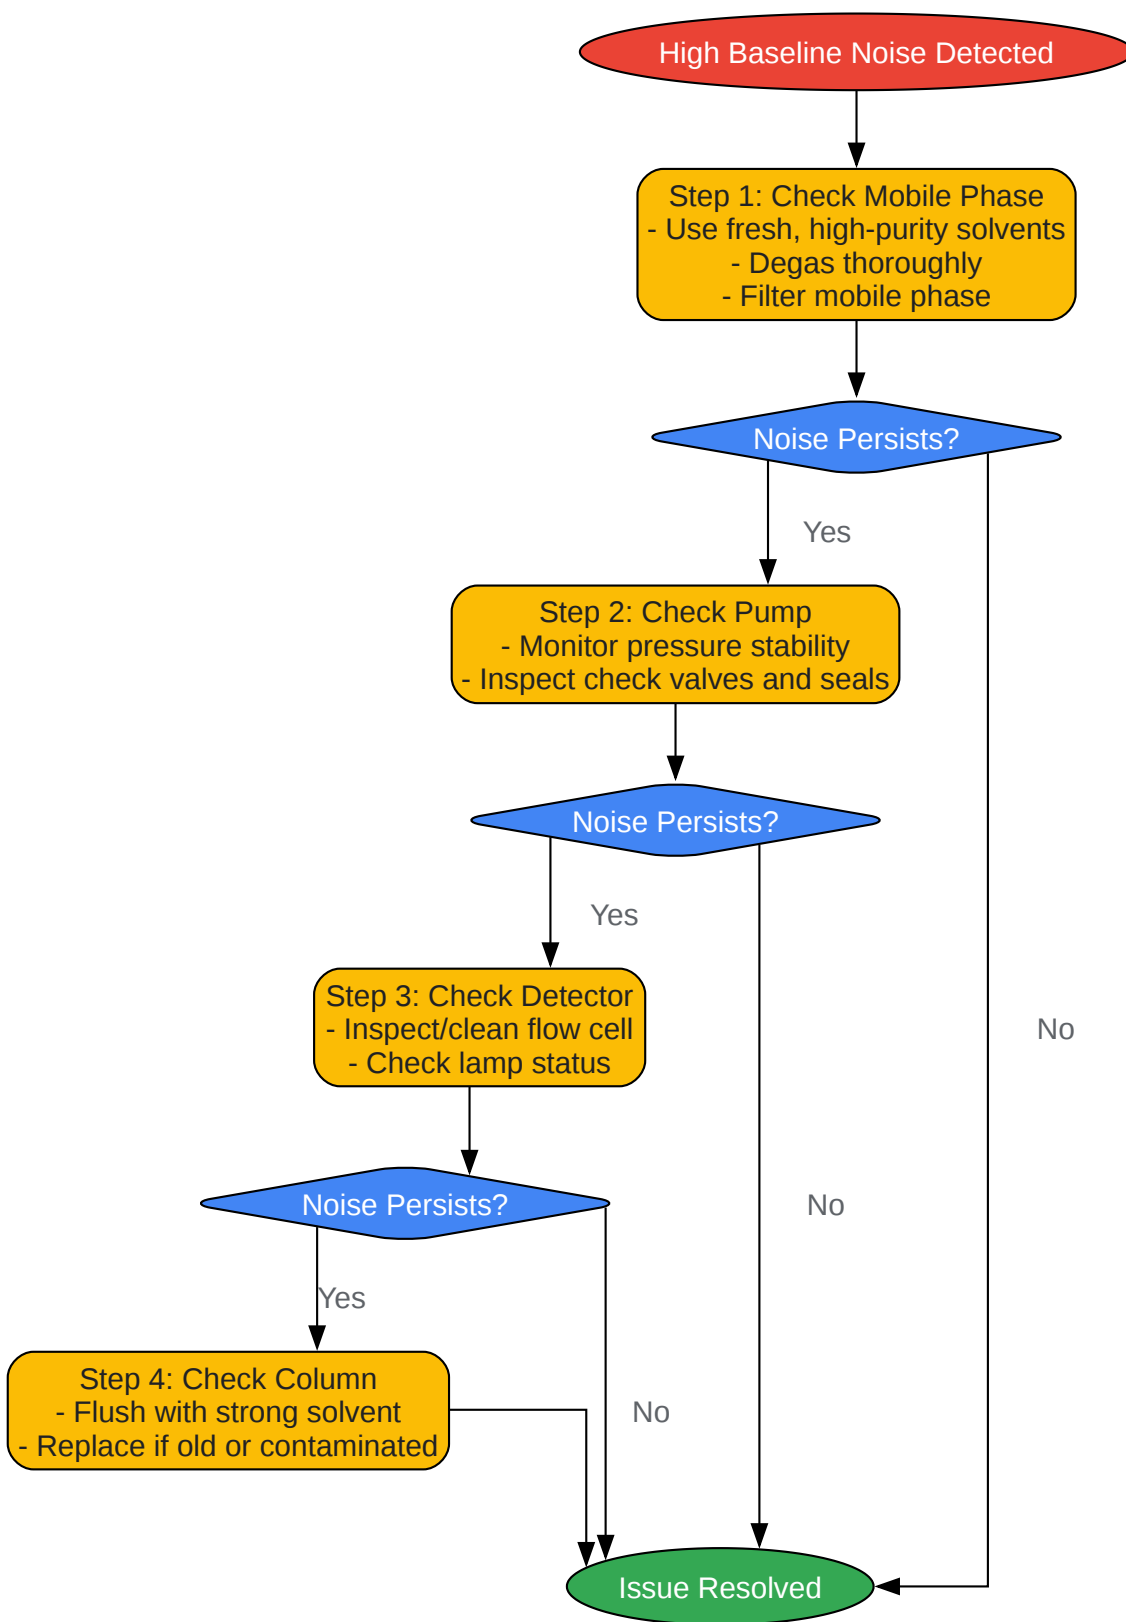 High Baseline Noise Detected
Step 1: Check Mobile Phase
- Use fresh, high-purity solvents
- Degas thoroughly
- Filter mobile phase
Noise Persists?
Yes
Step 2: Check Pump
- Monitor pressure stability
- Inspect check valves and seals
Noise Persists?
Yes
Step 3: Check Detector
- Inspect/clean flow cell
- Check lamp status
No
Noise Persists?
No
Yes
Step 4: Check Column
- Flush with strong solvent
- Replace if old or contaminated
No
Issue Resolved